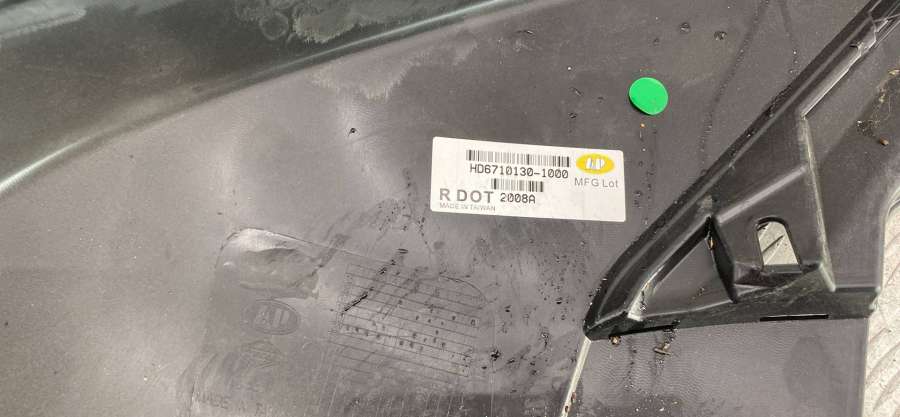 HD6710130-1000
MFG Lot
R DOT 2008A
MADE IN TAIWAN